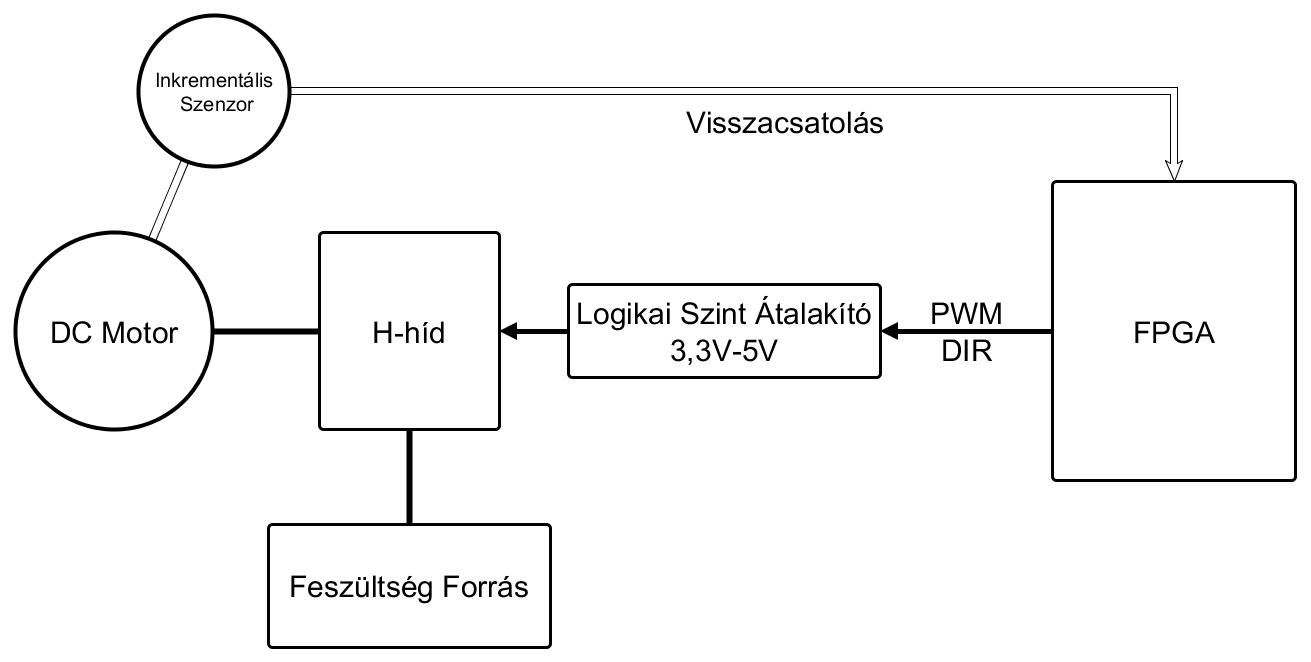 Inkrementális
Szenzor
Visszacsatolás
DC Motor
H-híd
Logikai Szint Átalakító
3,3V-5V
PWM
DIR
FPGA
Feszültség Forrás